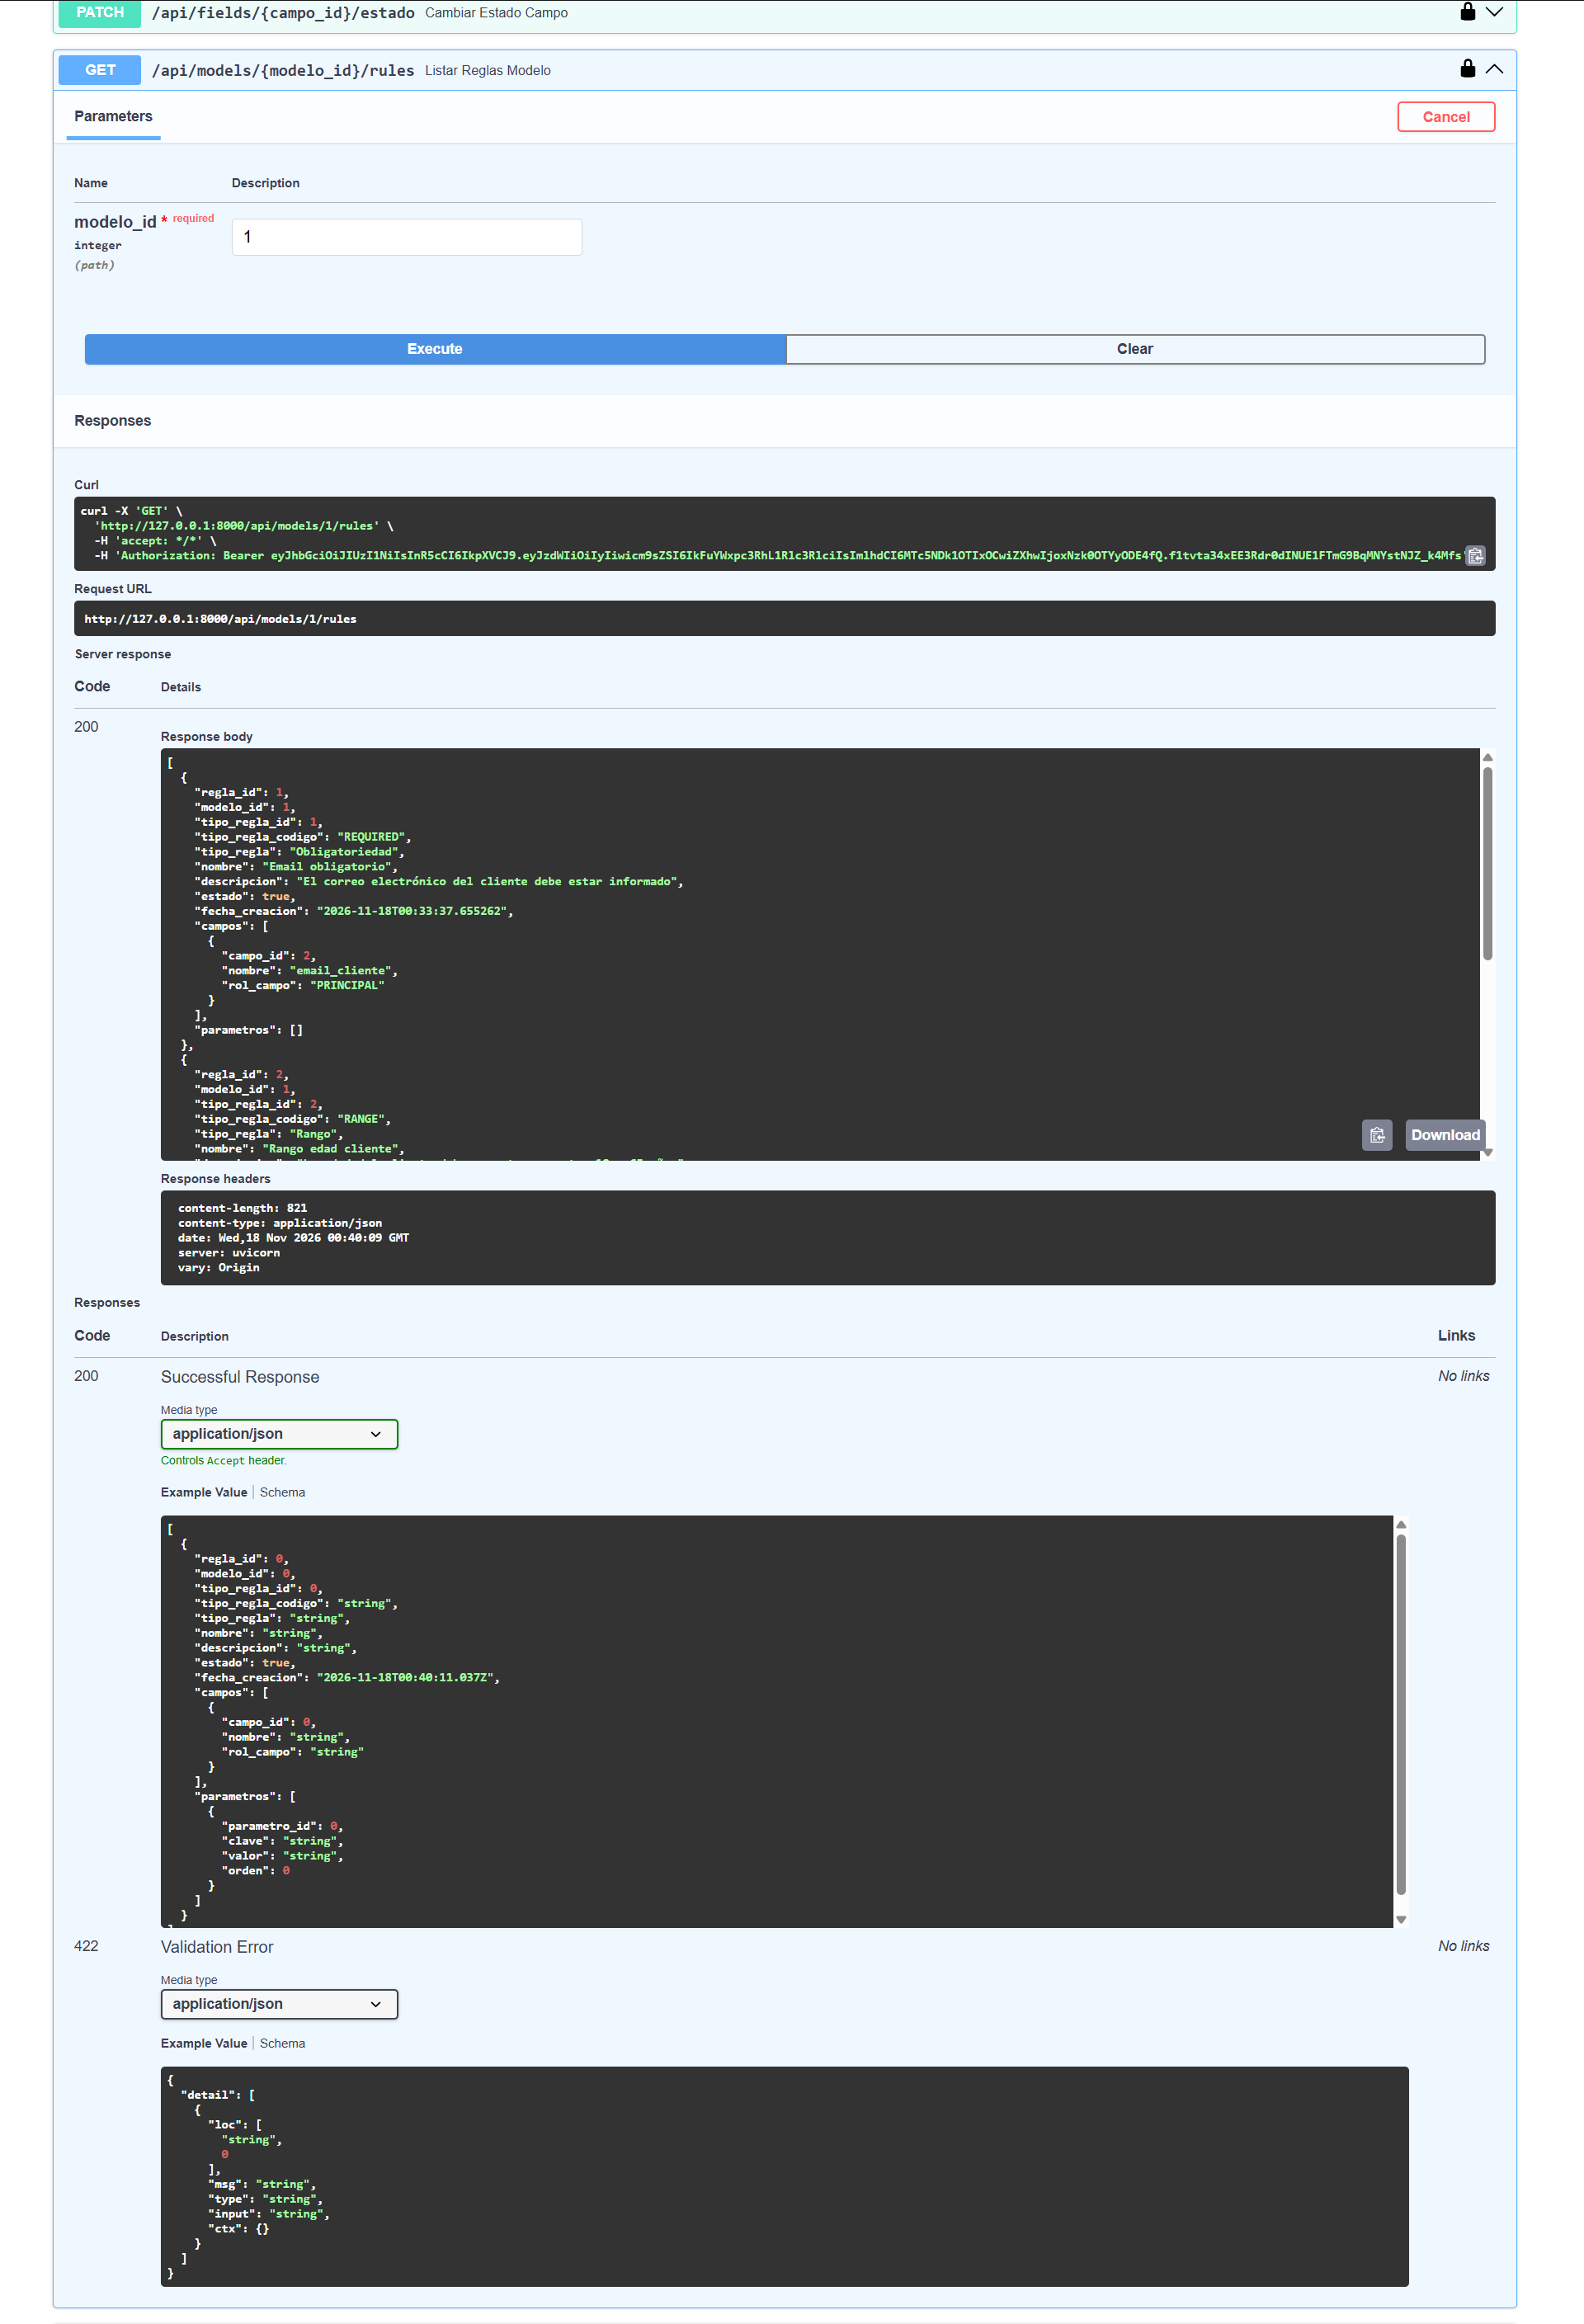 PATCH /api/fields/{campo_id}/estado Cambiar Estado Campo
GET /api/models/{modelo_id}/rules Listar Reglas Modelo
Parameters
Cancel
Name Description
modelo_id * required
integer
(path)
1
Execute
Clear
Responses
Curl
curl -X 'GET' \
'http://127.0.0.1:8000/api/models/1/rules' \
-H 'accept: */*' \
-H 'Authorization: Bearer
Request URL
http://127.0.0.1:8000/api/models/1/rules
Server response
Code Details
200
Response body
[
{
"regla_id": 1,
"modelo_id": 1,
"tipo_regla_id": 1,
"tipo_regla_codigo": "REQUIRED",
"tipo_regla": "Obligatoriedad",
"nombre": "Email obligatorio",
"descripcion": "El correo electrónico del cliente debe estar informado",
"estado": true,
"fecha_creacion": "2026-11-18T00:33:37.655262",
"campos": [
{
"campo_id": 2,
"nombre": "email_cliente",
"rol_campo": "PRINCIPAL"
}
],
"parametros": []
},
{
"regla_id": 2,
"modelo_id": 1,
"tipo_regla_id": 2,
"tipo_regla_codigo": "RANGE",
"tipo_regla": "Rango",
"nombre": "Rango edad cliente",
Download
Response headers
content-length: 821
content-type: application/json
date: Wed,18 Nov 2026 00:40:09 GMT
server: uvicorn
vary: Origin
Responses
Code Description Links
200 Successful Response No links
Media type
application/json
Controls Accept header.
Example Value Schema
[
{
"regla_id": 0,
"modelo_id": 0,
"tipo_regla_id": 0,
"tipo_regla_codigo": "string",
"tipo_regla": "string",
"nombre": "string",
"descripcion": "string",
"estado": true,
"fecha_creacion": "2026-11-18T00:40:11.037Z",
"campos": [
{
"campo_id": 0,
"nombre": "string",
"rol_campo": "string"
}
],
"parametros": [
{
"parametro_id": 0,
"clave": "string",
"valor": "string",
"orden": 0
}
]
}
422 Validation Error No links
Media type
application/json
Example Value Schema
{
"detail": [
{
"loc": [
"string",
0
],
"msg": "string",
"type": "string",
"input": "string",
"ctx": {}
}
]
}